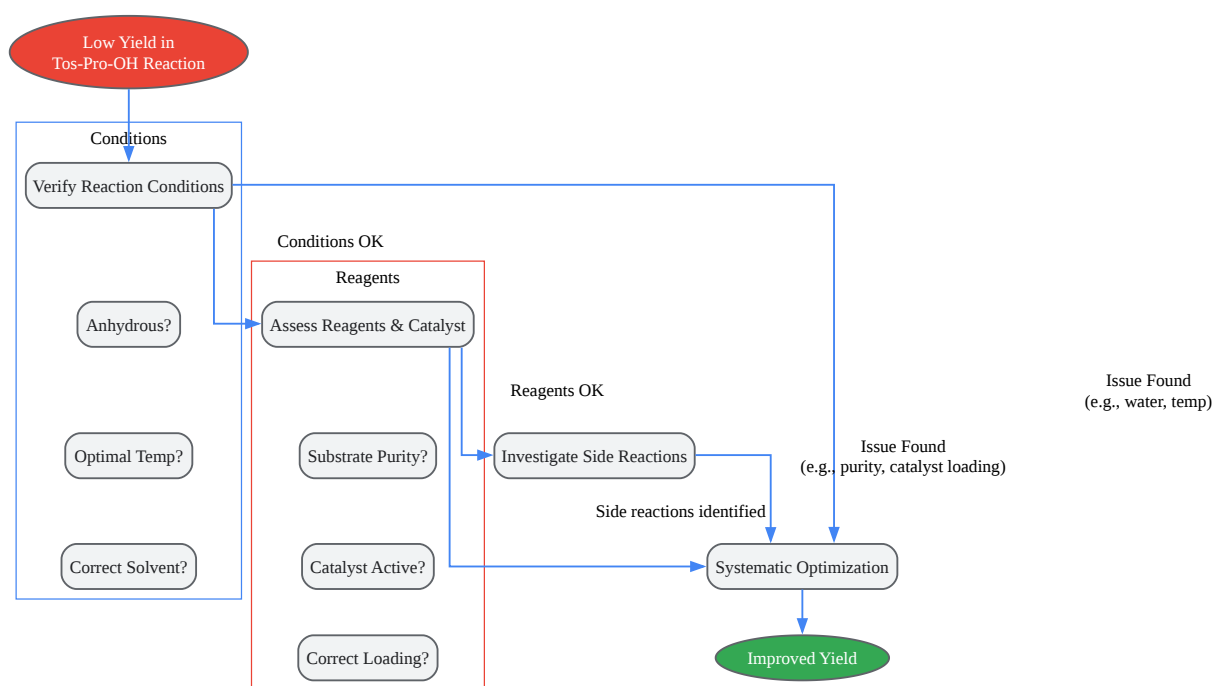 Low Yield in
Tos-Pro-OH Reaction
Conditions
Verify Reaction Conditions
Conditions OK
Reagents
Anhydrous?
Assess Reagents & Catalyst
Reagents OK
Issue Found
(e.g., water, temp)
Optimal Temp?
Substrate Purity?
Investigate Side Reactions
Issue Found
(e.g., purity, catalyst loading)
Side reactions identified
Correct Solvent?
Catalyst Active?
Systematic Optimization
Correct Loading?
Improved Yield